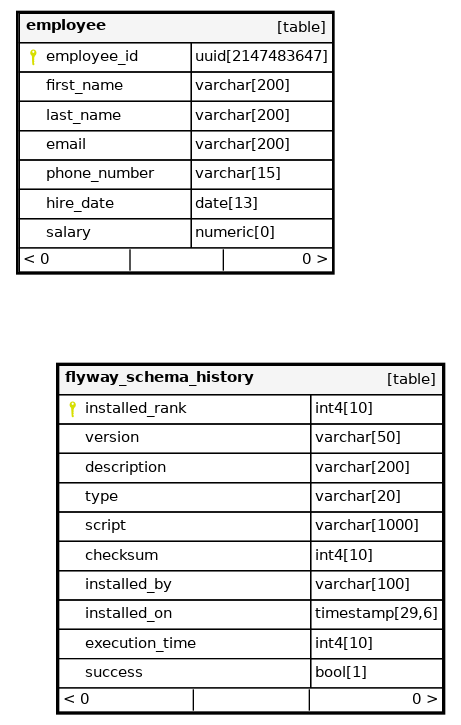 employee [table]
employee_id uuid[2147483647]
first_name varchar[200]
last_name varchar[200]
email varchar[200]
phone_number varchar[15]
hire_date date[13]
salary numeric[0]
< 0 0 >
flyway_schema_history [table]
installed_rank int4[10]
version varchar[50]
description varchar[200]
type varchar[20]
script varchar[1000]
checksum int4[10]
installed_by varchar[100]
installed_on timestamp[29,6]
execution_time int4[10]
success bool[1]
< 0 0 >